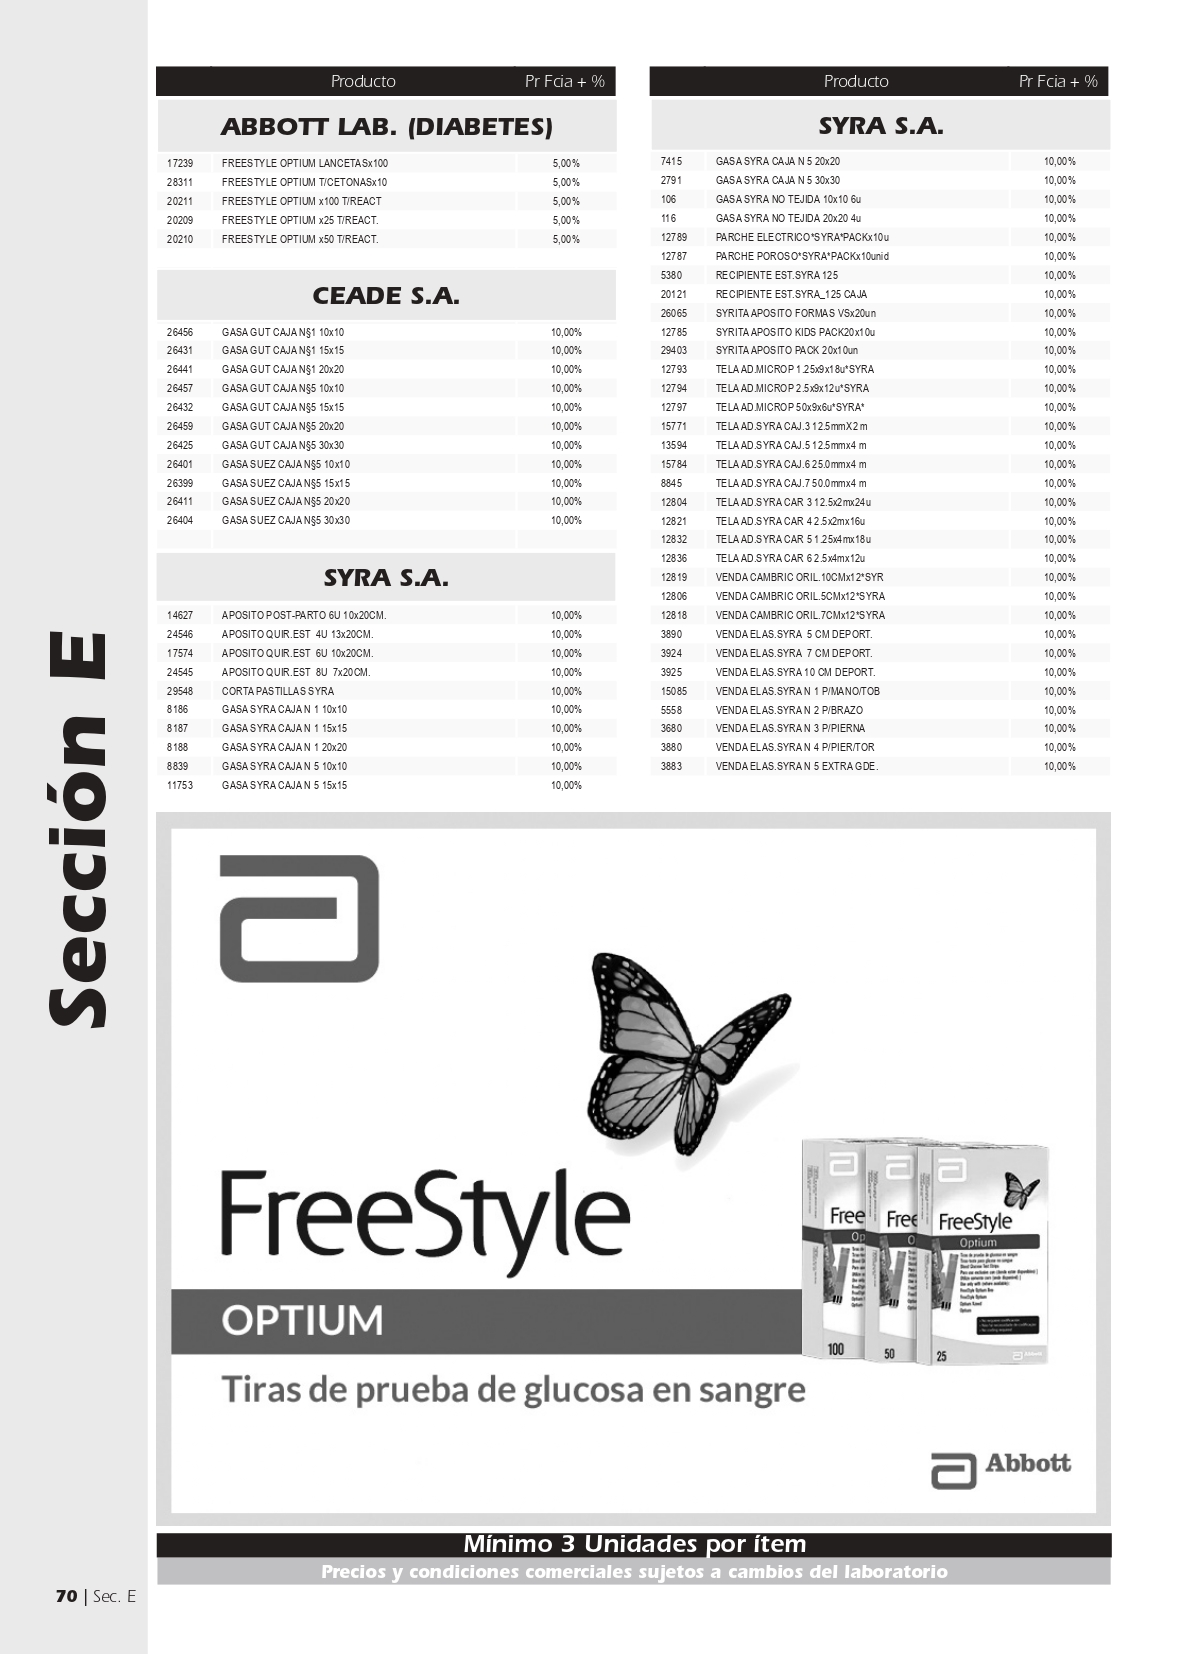 Producto Pr Fcia + %
ABBOTT LAB. (DIABETES)
17239 FREESTYLE OPTIUM LANCETASx100 5,00%
28311 FREESTYLE OPTIUM T/CETONASx10 5,00%
20211 FREESTYLE OPTIUM x100 T/REACT 5,00%
20209 FREESTYLE OPTIUM x25 T/REACT. 5,00%
20210 FREESTYLE OPTIUM x50 T/REACT. 5,00%
CEADE S.A.
26456 GASA GUT CAJA N§1 10x10 10,00%
26431 GASA GUT CAJA N§1 15x15 10,00%
26441 GASA GUT CAJA N§1 20x20 10,00%
26457 GASA GUT CAJA N§5 10x10 10,00%
26432 GASA GUT CAJA N§5 15x15 10,00%
26459 GASA GUT CAJA N§5 20x20 10,00%
26425 GASA GUT CAJA N§5 30x30 10,00%
26401 GASA SUEZ CAJA N§5 10x10 10,00%
26399 GASA SUEZ CAJA N§5 15x15 10,00%
26411 GASA SUEZ CAJA N§5 20x20 10,00%
26404 GASA SUEZ CAJA N§5 30x30 10,00%
SYRA S.A.
14627 APOSITO POST-PARTO 6U 10x20CM. 10,00%
24546 APOSITO QUIR.EST 4U 13x20CM. 10,00%
17574 APOSITO QUIR.EST 6U 10x20CM. 10,00%
24545 APOSITO QUIR.EST 8U 7x20CM. 10,00%
29548 CORTA PASTILLAS SYRA 10,00%
8186 GASA SYRA CAJA N 1 10x10 10,00%
8187 GASA SYRA CAJA N 1 15x15 10,00%
8188 GASA SYRA CAJA N 1 20x20 10,00%
8839 GASA SYRA CAJA N 5 10x10 10,00%
11753 GASA SYRA CAJA N 5 15x15 10,00%
Producto Pr Fcia + %
SYRA S.A.
7415 GASA SYRA CAJA N 5 20x20 10,00%
2791 GASA SYRA CAJA N 5 30x30 10,00%
106 GASA SYRA NO TEJIDA 10x10 6u 10,00%
116 GASA SYRA NO TEJIDA 20x20 4u 10,00%
12789 PARCHE ELECTRICO*SYRA*PACKx10u 10,00%
12787 PARCHE POROSO*SYRA*PACKx10unid 10,00%
5380 RECIPIENTE EST.SYRA 125 10,00%
20121 RECIPIENTE EST.SYRA_125 CAJA 10,00%
26065 SYRITA APOSITO FORMAS VSx20un 10,00%
12785 SYRITA APOSITO KIDS PACK20x10u 10,00%
29403 SYRITA APOSITO PACK 20x10un 10,00%
12793 TELA AD.MICROP 1.25x9x18u*SYRA 10,00%
12794 TELA AD.MICROP 2.5x9x12u*SYRA 10,00%
12797 TELA AD.MICROP 50x9x6u*SYRA* 10,00%
15771 TELA AD.SYRA CAJ.3 12.5mmX2 m 10,00%
13594 TELA AD.SYRA CAJ.5 12.5mmx4 m 10,00%
15784 TELA AD.SYRA CAJ.6 25.0mmx4 m 10,00%
8845 TELA AD.SYRA CAJ.7 50.0mmx4 m 10,00%
12804 TELA AD.SYRA CAR 3 12.5x2mx24u 10,00%
12821 TELA AD.SYRA CAR 4 2.5x2mx16u 10,00%
12832 TELA AD.SYRA CAR 5 1.25x4mx18u 10,00%
12836 TELA AD.SYRA CAR 6 2.5x4mx12u 10,00%
12819 VENDA CAMBRIC ORIL.10CMx12*SYR 10,00%
12806 VENDA CAMBRIC ORIL.5CMx12*SYRA 10,00%
12818 VENDA CAMBRIC ORIL.7CMx12*SYRA 10,00%
3890 VENDA ELAS.SYRA 5 CM DEPORT. 10,00%
3924 VENDA ELAS.SYRA 7 CM DEPORT. 10,00%
3925 VENDA ELAS.SYRA 10 CM DEPORT. 10,00%
15085 VENDA ELAS.SYRA N 1 P/MANO/TOB 10,00%
5558 VENDA ELAS.SYRA N 2 P/BRAZO 10,00%
3680 VENDA ELAS.SYRA N 3 P/PIERNA 10,00%
3880 VENDA ELAS.SYRA N 4 P/PIER/TOR 10,00%
3883 VENDA ELAS.SYRA N 5 EXTRA GDE. 10,00%
Sección E
FreeStyle
OPTIUM
Tiras de prueba de glucosa en sangre
Free Free FreeStyle
Op O Optium
Tiras de prueba de glucosa en sangre
100 50 25
Abbott
Abbott
Mínimo 3 Unidades por ítem
Precios y condiciones comerciales sujetos a cambios del laboratorio
70 | Sec. E